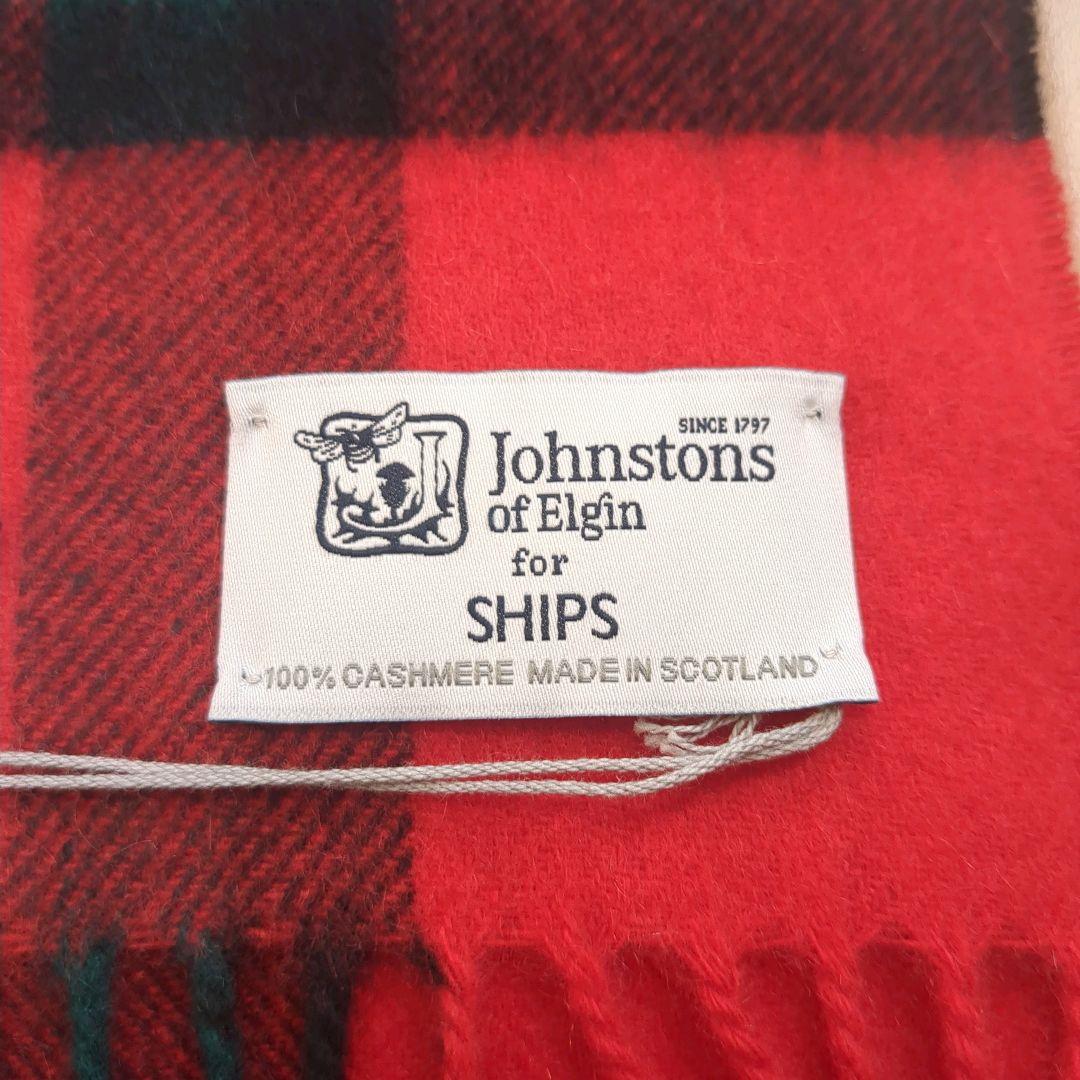 SINCE 1797
Johnstons
of Elgin
for
SHIPS
100% CASHMERE MADE IN SCOTLAND